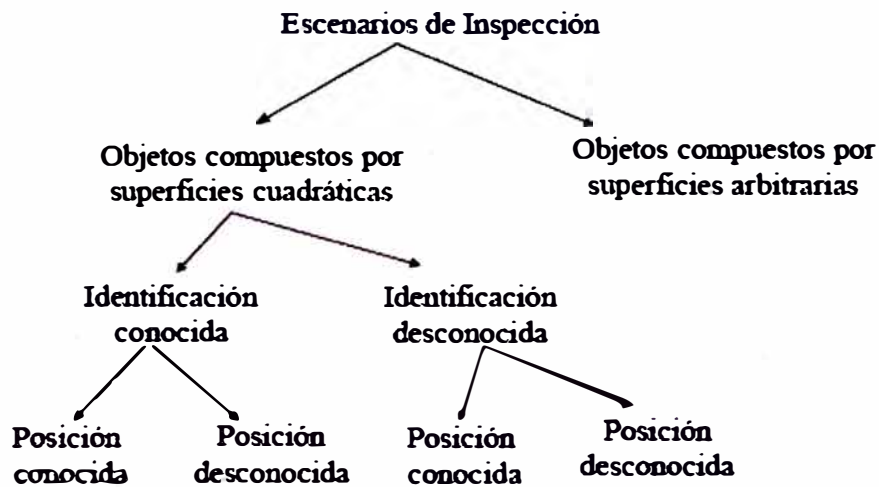 Escenarios de Inspección
Objetos compuestos por
superficies cuadráticas
Objetos compuestos por
superficies arbitrarias
Identificación
conocida
Identificación
desconocida
Posición
conocida
Posición
desconocida
Posición
conocida
Posición
desconocida